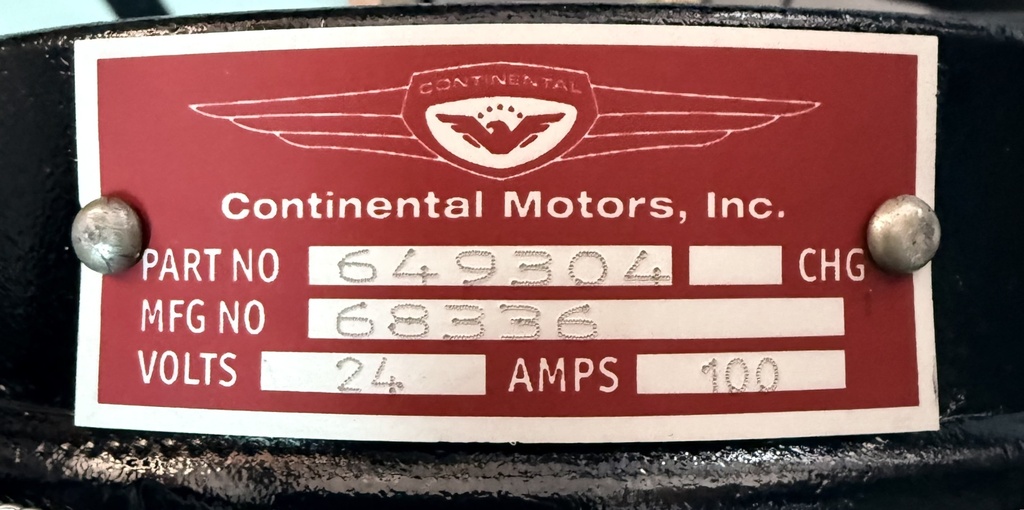 CONTINENTAL
Continental Motors, Inc.
PART NO 649304 CHG
MFG NO 68336
VOLTS 24 AMPS 100